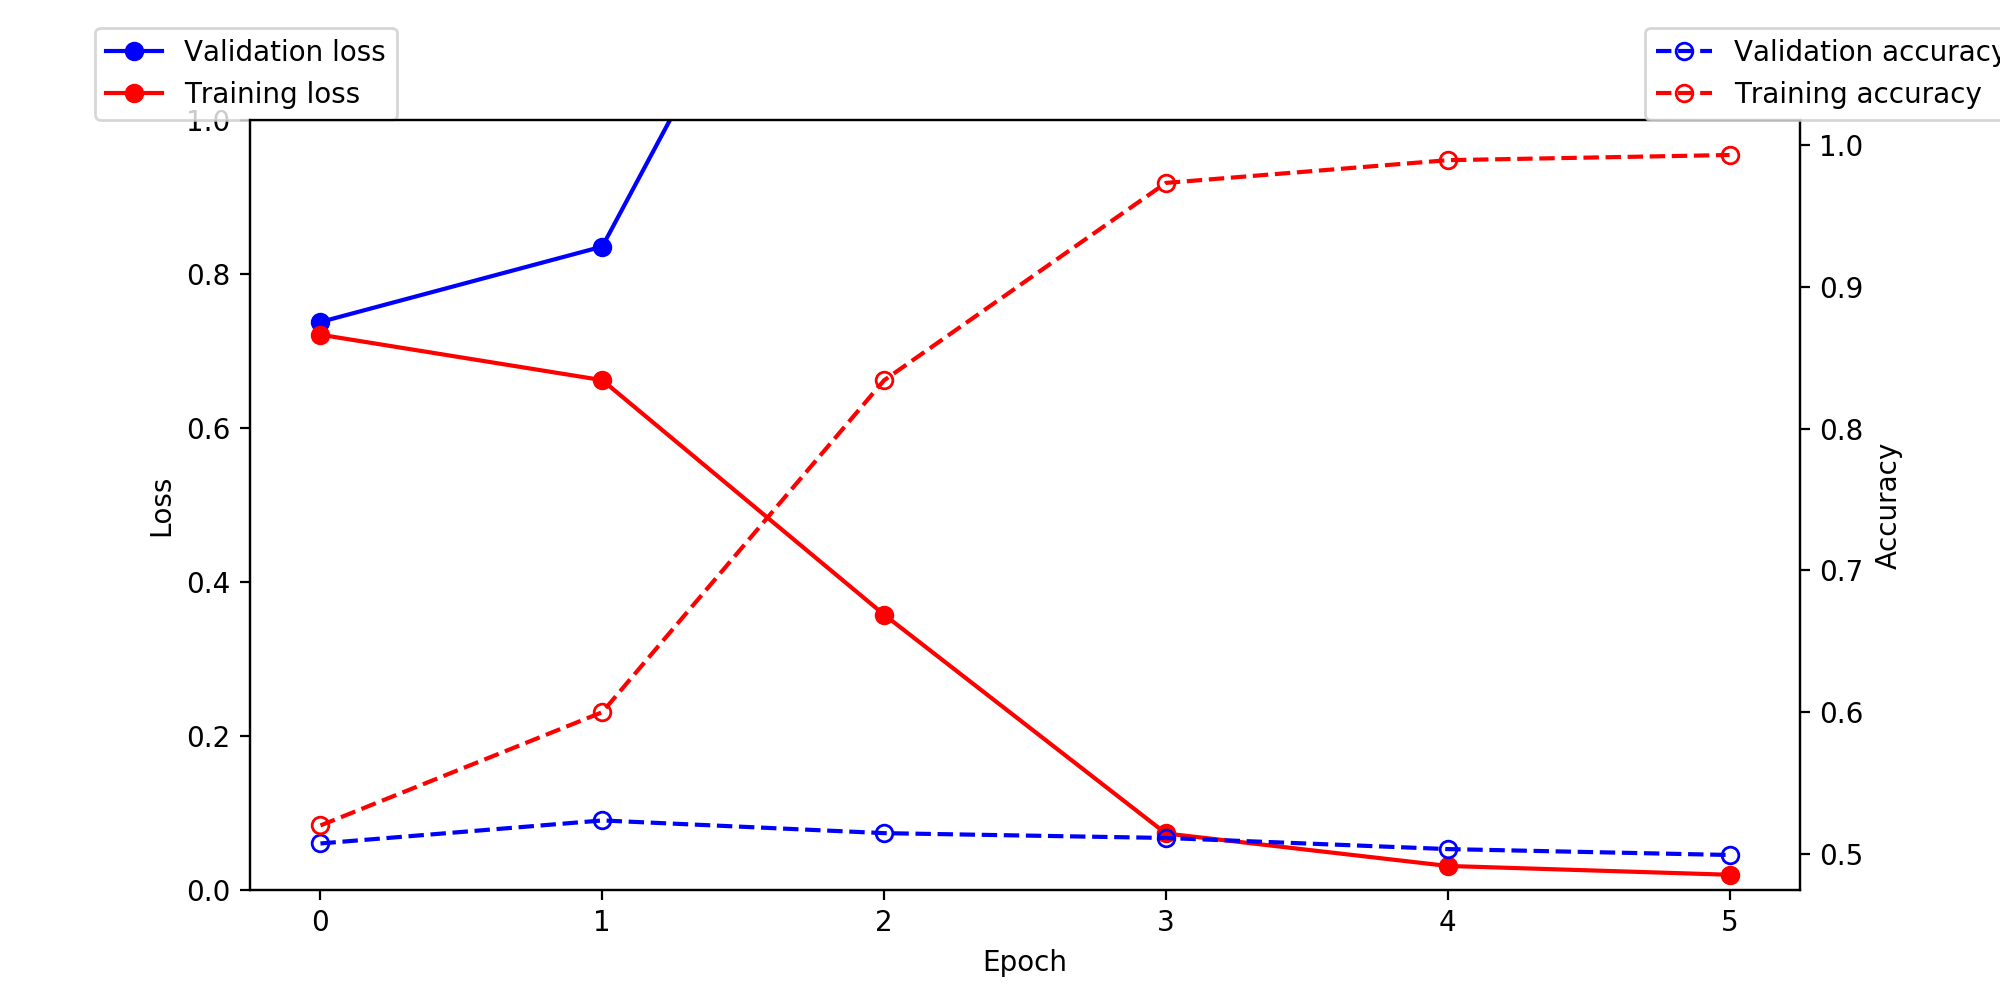 Validation loss
Training loss
Validation accuracy
Training accuracy
1.0
0.8
0.6
0.4
0.2
0.0
Loss
1.0
0.9
0.8
0.7
0.6
0.5
Accuracy
0 1 2 3 4 5
Epoch